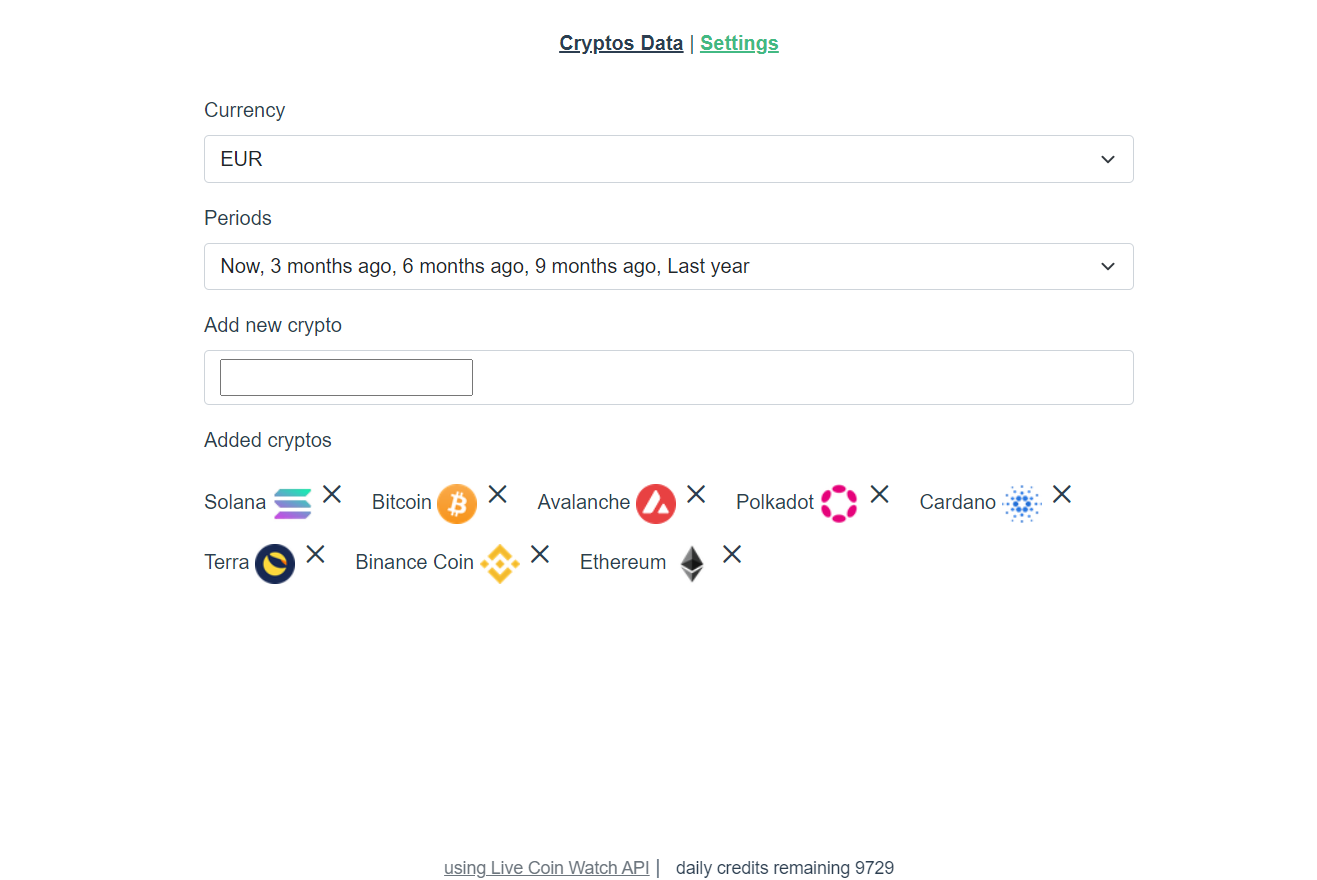 Cryptos Data | Settings
Currency
EUR
Periods
Now, 3 months ago, 6 months ago, 9 months ago, Last year
Add new crypto
Added cryptos
Solana Bitcoin Avalanche Polkadot Cardano
Terra Binance Coin Ethereum
using Live Coin Watch API | daily credits remaining 9729